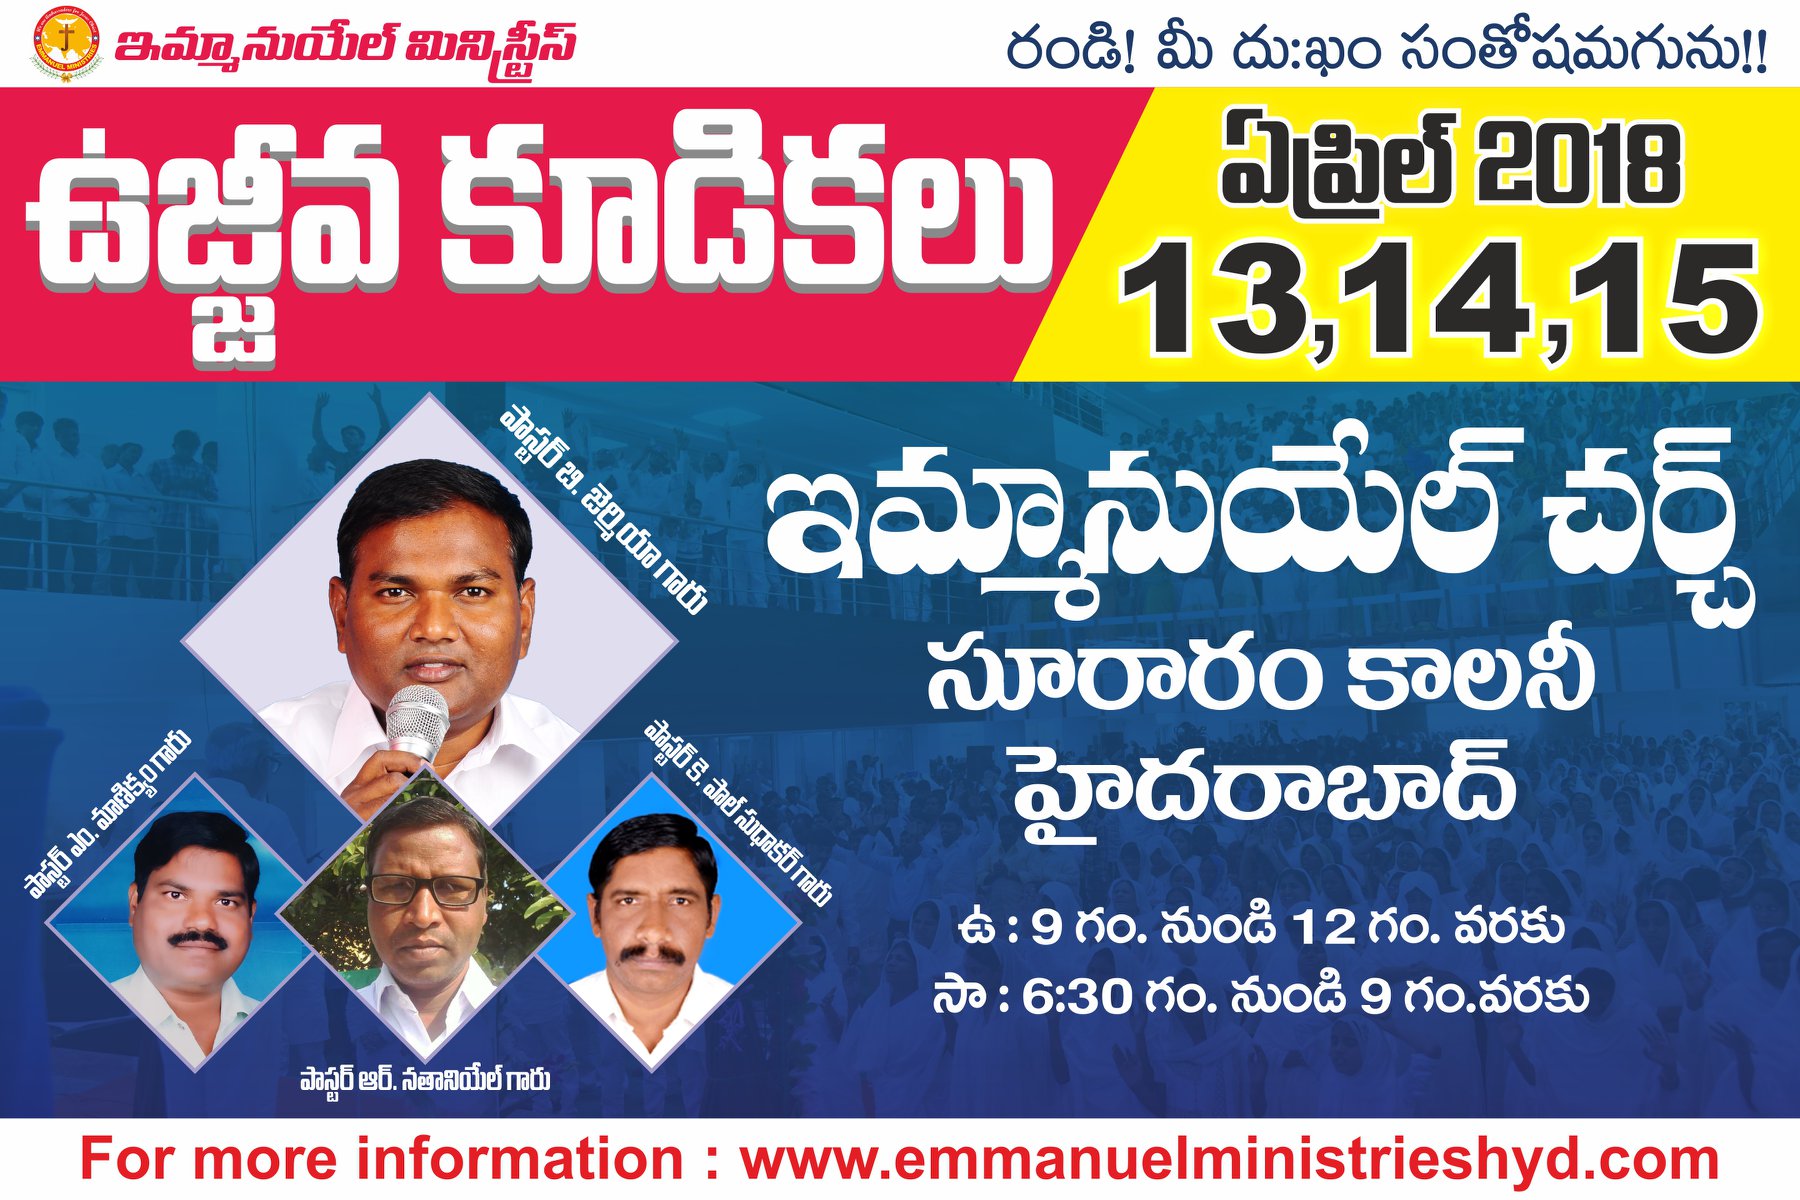 ఇమ్మానుయేల్ మినిస్ట్రీస్
రండి! మీ దు:ఖం సంతోషమగును!!
ఉజ్జీవ కూడికలు
ఏప్రిల్ 2018
13,14,15
పాస్టర్ బి. జెర్మియా గారు
ఇమ్మానుయేల్ చర్చ్
సూరారం కాలనీ
హైదరాబాద్
పాస్టర్ ఎం. మాణిక్యం గారు
పాస్టర్ కె. పాల్ సుధాకర్ గారు
పాస్టర్ ఆర్. నతానియేల్ గారు
ఉ : 9 గం. నుండి 12 గం. వరకు
సా : 6:30 గం. నుండి 9 గం.వరకు
For more information : www.emmanuelministrieshyd.com